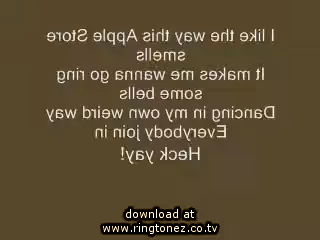 I like the way this Apple Store
smells
It makes me wanna go ring
some bells
Dancing in my own weird way
Everybody join in
Heck yay!
download at
www.ringtonez.co.tv